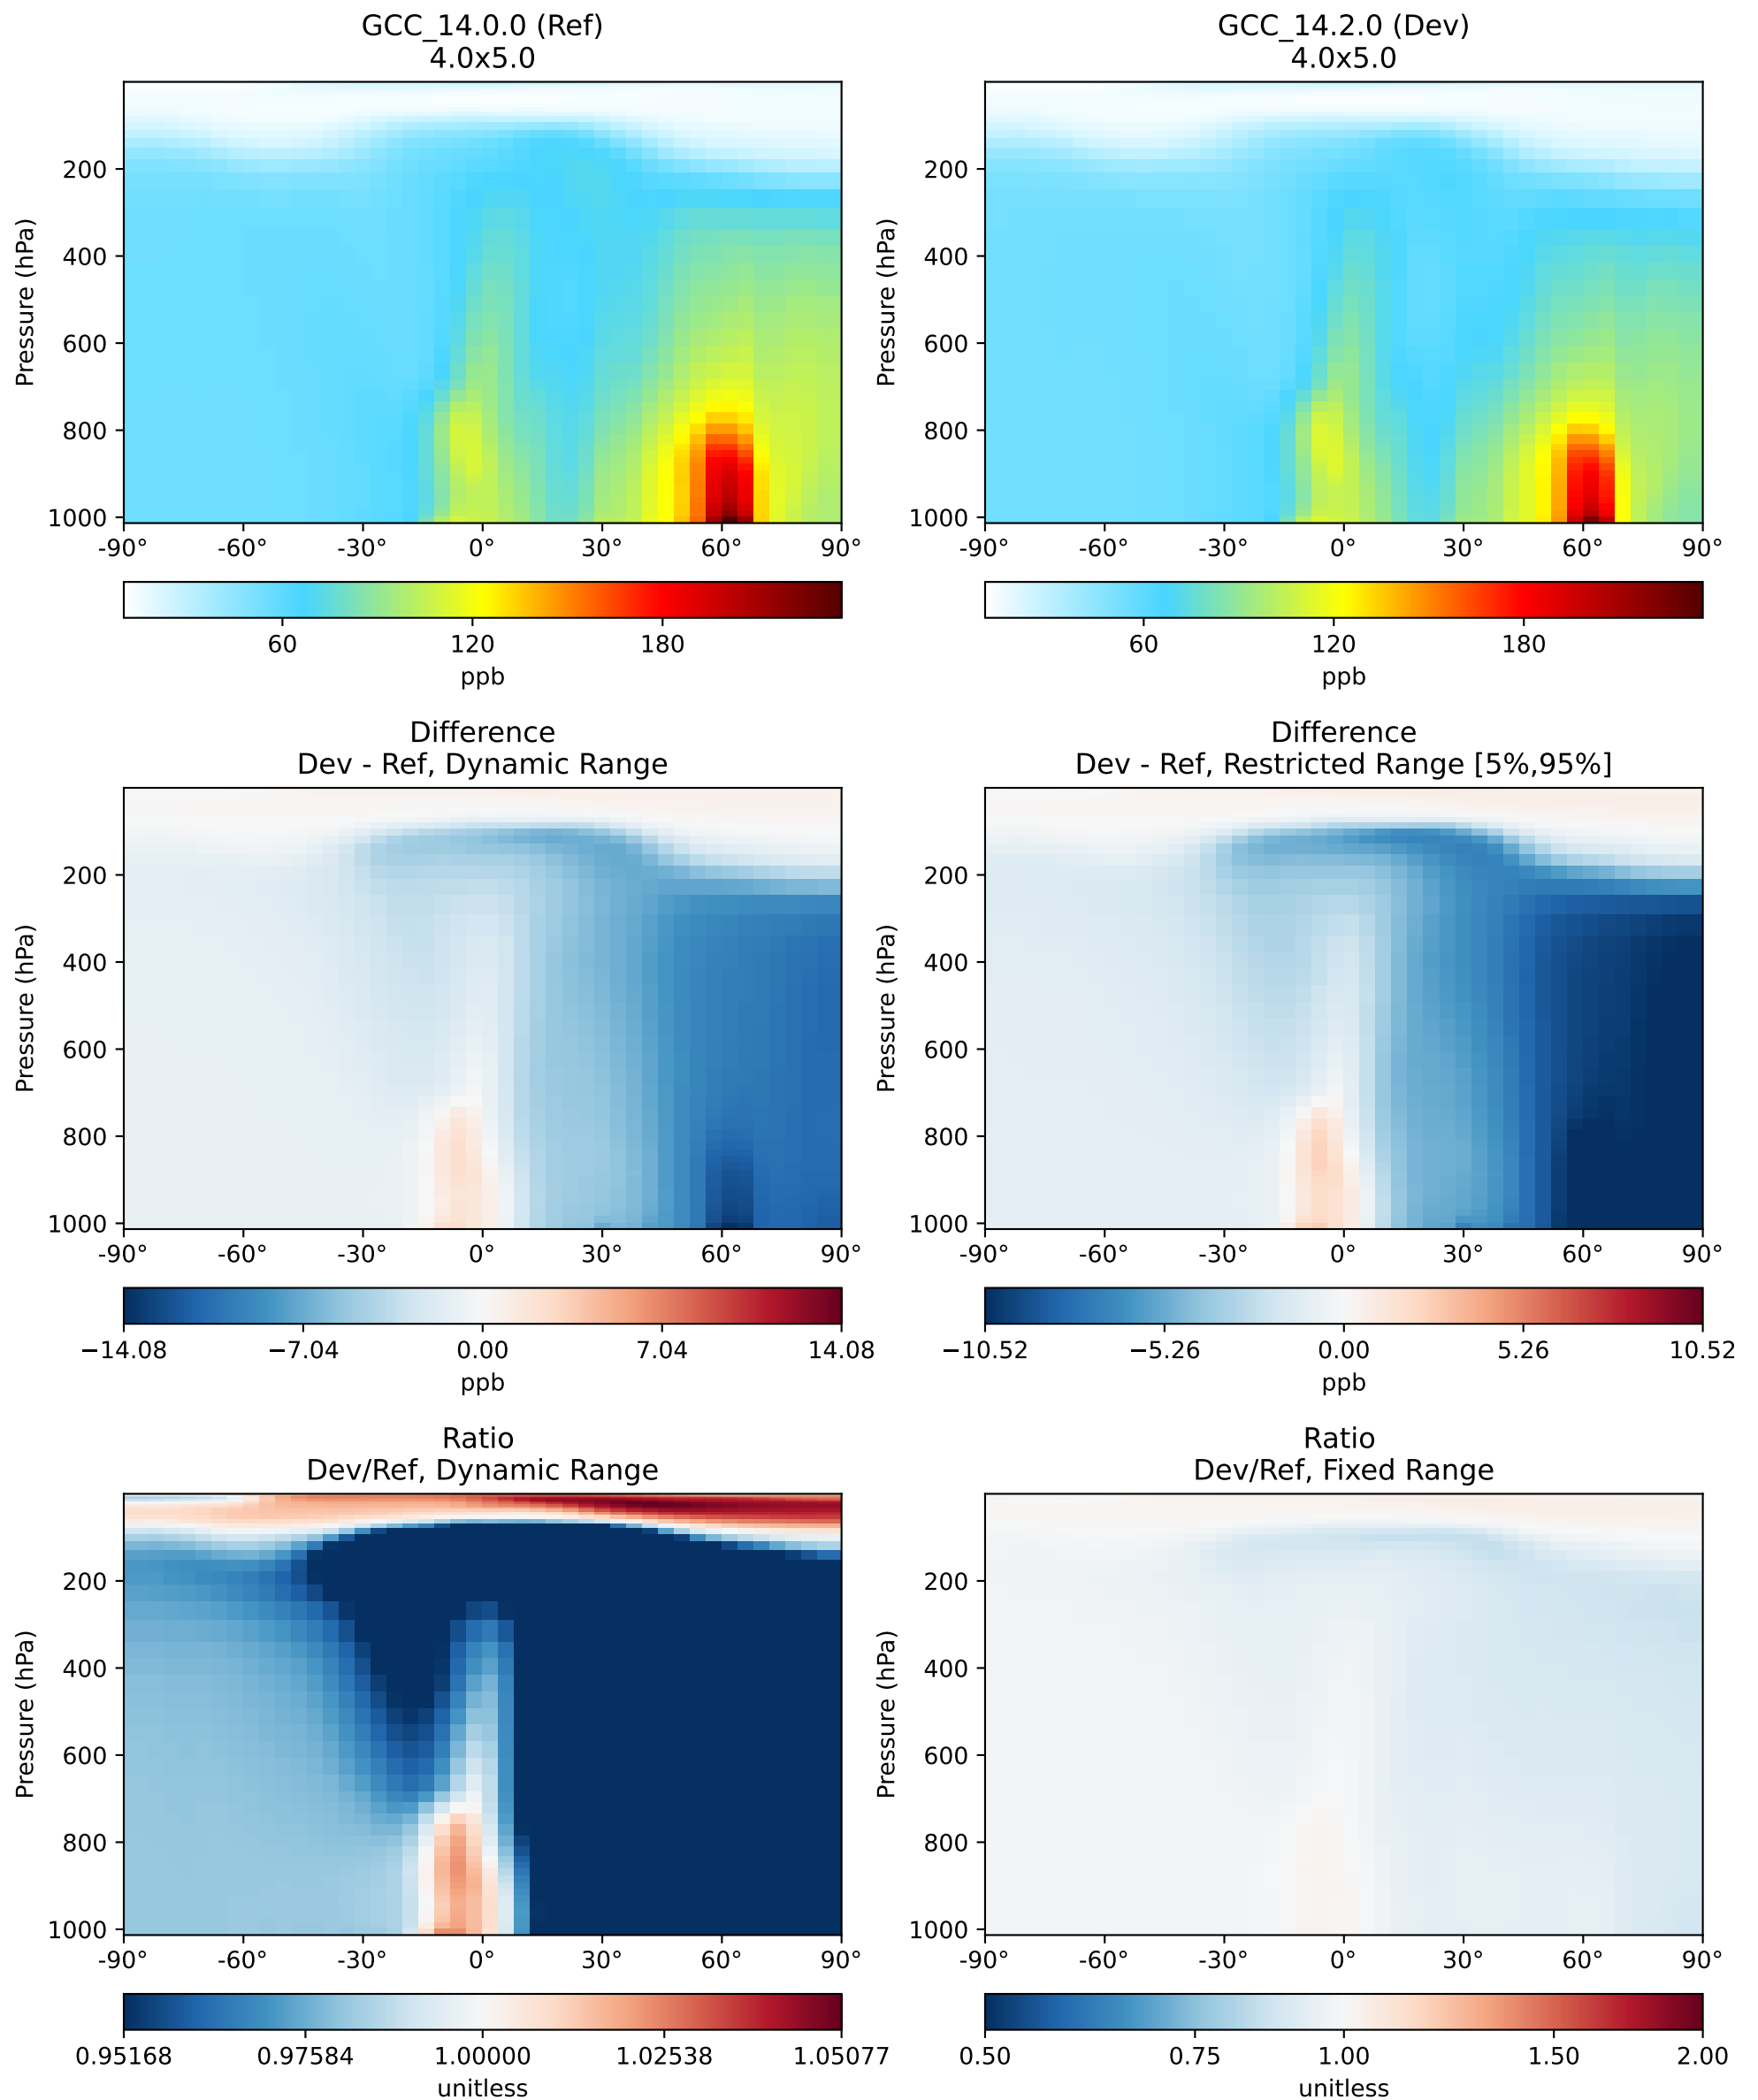 GCC_14.0.0 (Ref)
4.0x5.0
Pressure (hPa)
200
400
600
800
1000
-90° -60° -30° 0° 30° 60° 90°
60 120 180
ppb
GCC_14.2.0 (Dev)
4.0x5.0
Pressure (hPa)
200
400
600
800
1000
-90° -60° -30° 0° 30° 60° 90°
60 120 180
ppb
Difference
Dev - Ref, Dynamic Range
Pressure (hPa)
200
400
600
800
1000
-90° -60° -30° 0° 30° 60° 90°
−14.08 −7.04 0.00 7.04 14.08
ppb
Difference
Dev - Ref, Restricted Range [5%,95%]
Pressure (hPa)
200
400
600
800
1000
-90° -60° -30° 0° 30° 60° 90°
−10.52 −5.26 0.00 5.26 10.52
ppb
Ratio
Dev/Ref, Dynamic Range
Pressure (hPa)
200
400
600
800
1000
-90° -60° -30° 0° 30° 60° 90°
0.95168 0.97584 1.00000 1.02538 1.05077
unitless
Ratio
Dev/Ref, Fixed Range
Pressure (hPa)
200
400
600
800
1000
-90° -60° -30° 0° 30° 60° 90°
0.50 0.75 1.00 1.50 2.00
unitless